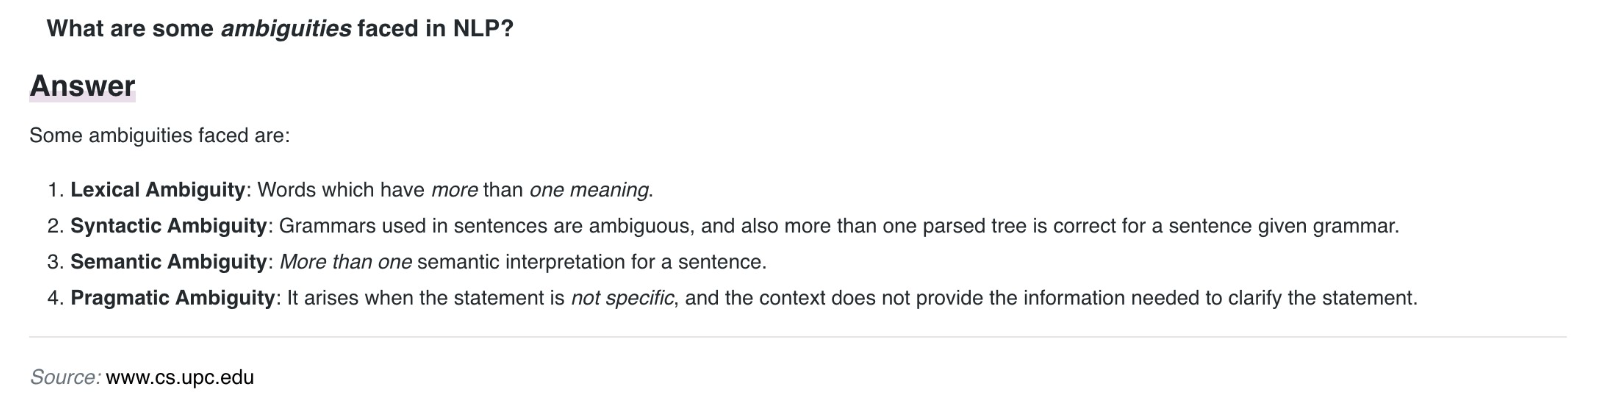 What are some ambiguities faced in NLP?
Answer
Some ambiguities faced are:
1. Lexical Ambiguity: Words which have more than one meaning.
2. Syntactic Ambiguity: Grammars used in sentences are ambiguous, and also more than one parsed tree is correct for a sentence given grammar.
3. Semantic Ambiguity: More than one semantic interpretation for a sentence.
4. Pragmatic Ambiguity: It arises when the statement is not specific, and the context does not provide the information needed to clarify the statement.
Source: www.cs.upc.edu